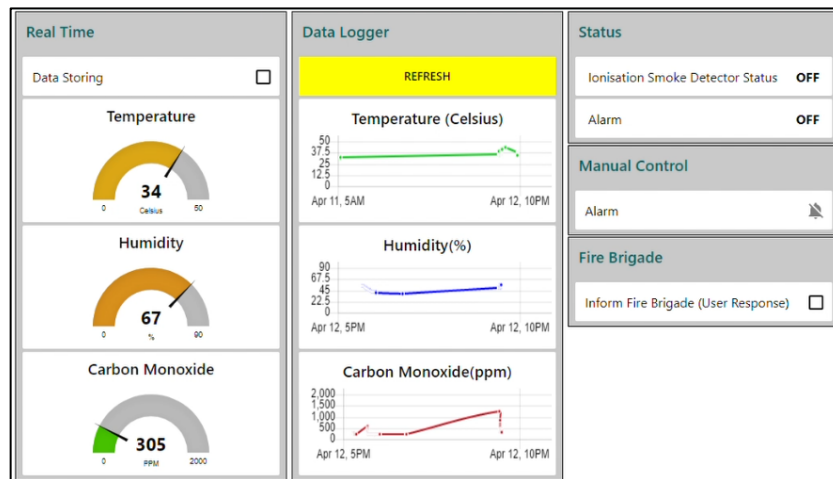 Real Time
Data Storing
Temperature
34
Celsius
0
50
Humidity
67
%
0
90
Carbon Monoxide
305
PPM
0
2000
Data Logger
REFRESH
Temperature (Celsius)
50
37.5
25
12.5
0
Apr 11, 5AM
Apr 12, 10PM
Humidity(%)
90
67.5
45
22.5
0
Apr 12, 5PM
Apr 12, 10PM
Carbon Monoxide(ppm)
2,000
1,500
1,000
500
0
Apr 12, 5PM
Apr 12, 10PM
Status
Ionisation Smoke Detector Status OFF
Alarm OFF
Manual Control
Alarm
Fire Brigade
Inform Fire Brigade (User Response)